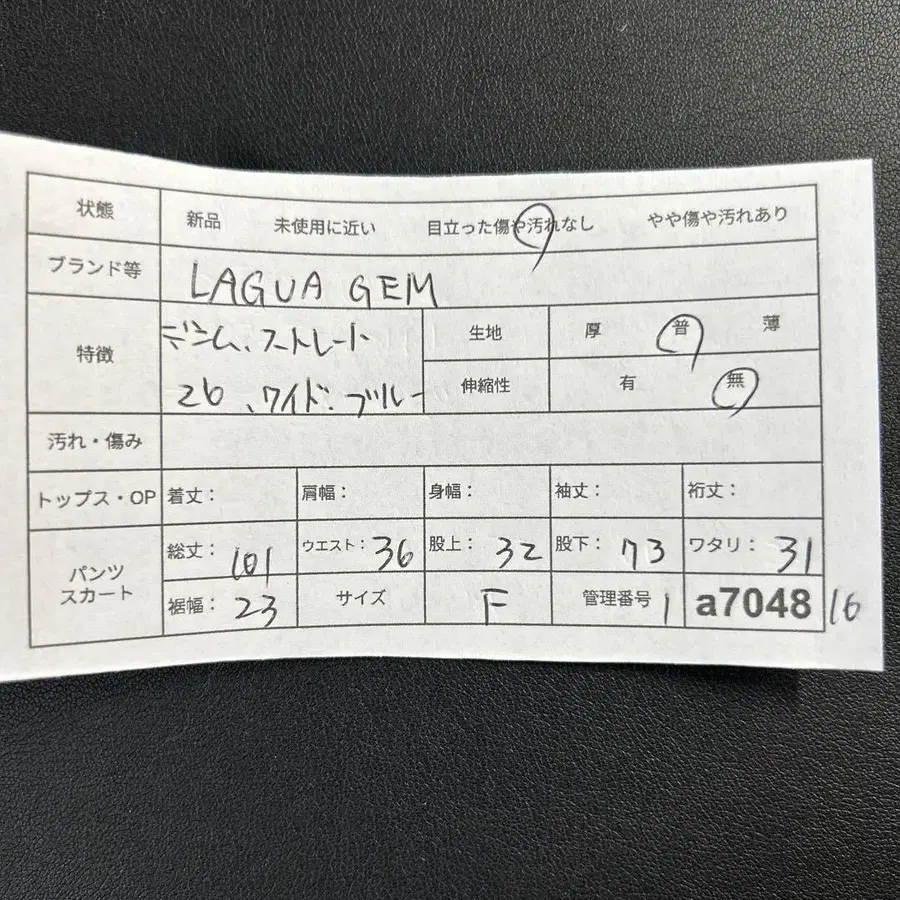 状態 新品 未使用に近い 目立った傷や汚れなし やや傷や汚れあり
ブランド等 LAGUA GEM
特徴 デニム、ストレート
26、ワイド、ブルー
生地 厚 普 薄
伸縮性 有 無
汚れ・傷み
トップス・OP 着丈： 肩幅： 身幅： 袖丈： 裄丈：
パンツ スカート 総丈：101 ウエスト：36 股上：32 股下：73 ワタリ：31
裾幅：23 サイズ F 管理番号 1 a7048 16